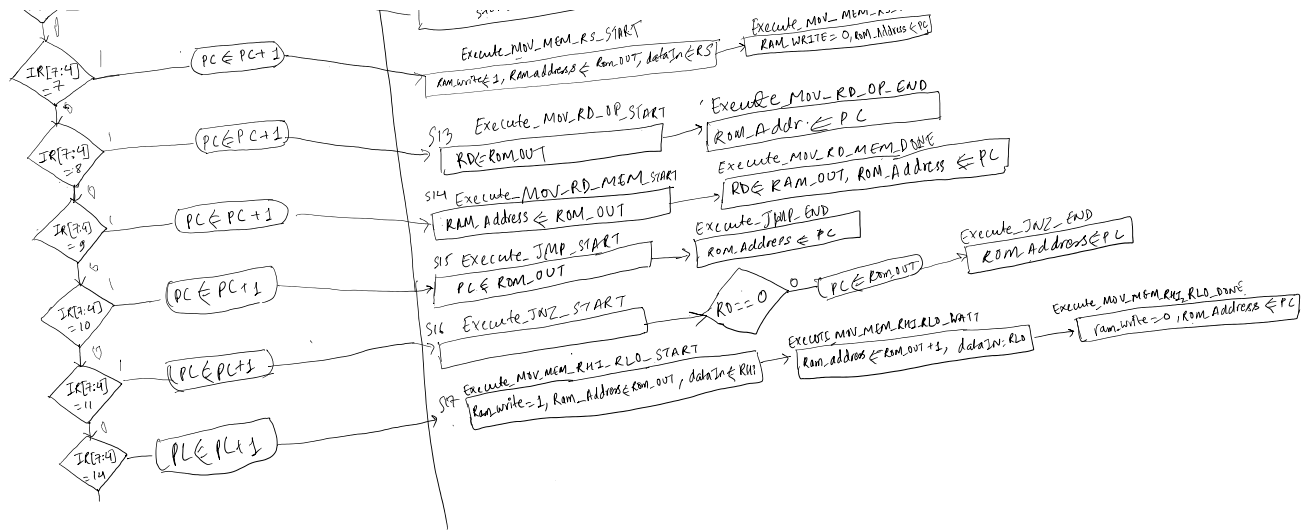 0
IR[7:4]
=7
1
PC ⇐ PC+1
Execute_MOV_MEM_RS_START
RAM_write⇐1, RAM_address ⇐ ROM_OUT, dataIn⇐RS
RAM_WRITE = 0, ROM_Address ⇐ PC
0
IR[7:4]
=8
1
PC⇐PC+1
S13 Execute_MOV_RD_OP_START
RD⇐ROM_OUT
Execute_MOV_RD_OP_END
ROM_Addr. ⇐ PC
0
IR[7:4]
=9
1
PC⇐PC+1
S14 Execute_MOV_RD_MEM_START
RAM_Address ⇐ ROM_OUT
Execute_MOV_RD_MEM_DONE
RD⇐ RAM_OUT, ROM_Address ⇐ PC
0
IR[7:4]
=10
1
PC ⇐ PC+1
S15 Execute_JMP_START
PC ⇐ ROM_OUT
Execute_JMP_END
ROM_Address ⇐ PC
0
IR[7:4]
=11
1
PC⇐PC+1
S16 Execute_JNZ_START
RD==0
0
PC⇐ROM_OUT
Execute_JNZ_END
ROM_Address⇐PC
0
IR[7:4]
=14
PC⇐PC+1
S17 Execute_MOV_MEM_RHI_RLO_START
Ram_write=1, Ram_Address⇐ROM_OUT, dataIn⇐RHI
EXECUTE_MOV_MEM_RHI_RLO_WAIT
Ram_address⇐ROM_OUT+1, dataIN=RLO
Execute_MOV_MEM_RHI_RLO_DONE
ram_write=0, ROM_Address ⇐ PC